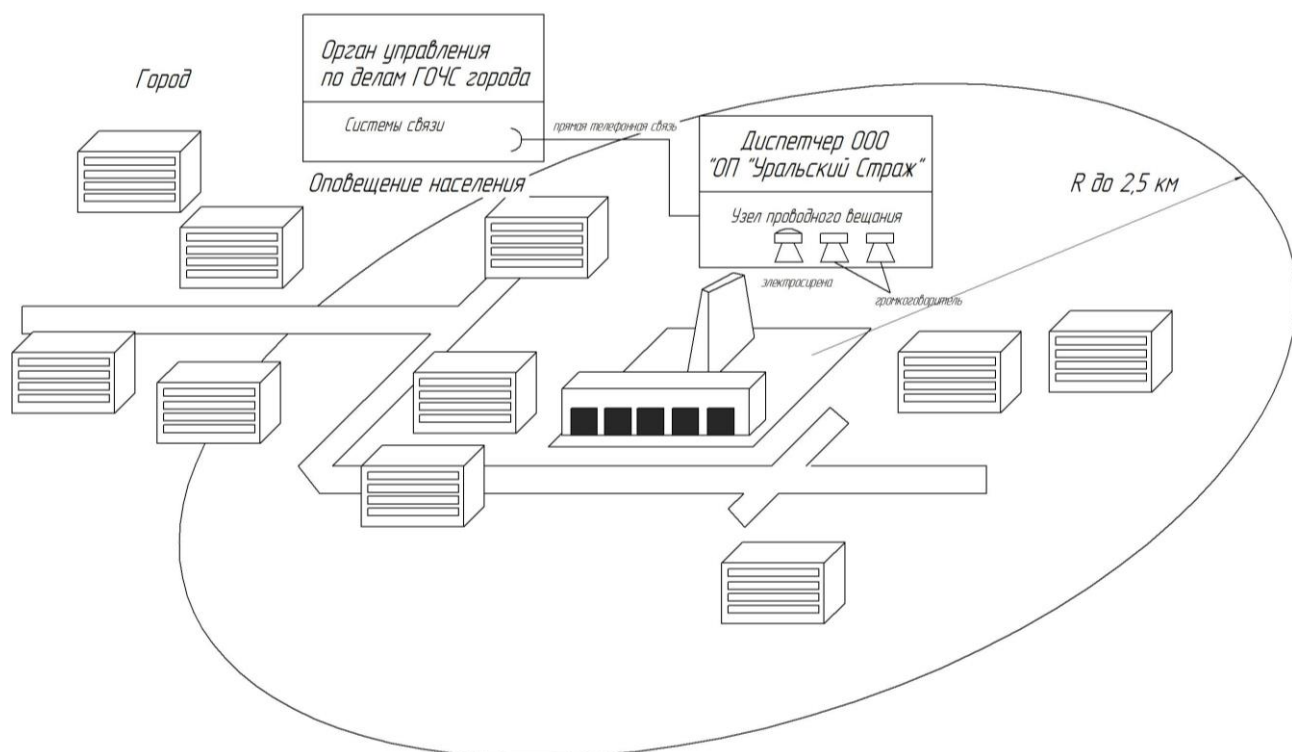 Город
Орган управления
по делам ГОЧС города
Системы связи
прямая телефонная связь
Диспетчер ООО
"ОП "Уральский Страж"
Узел проводного вещания
электросирена
громкоговоритель
Оповещение населения
R до 2,5 км